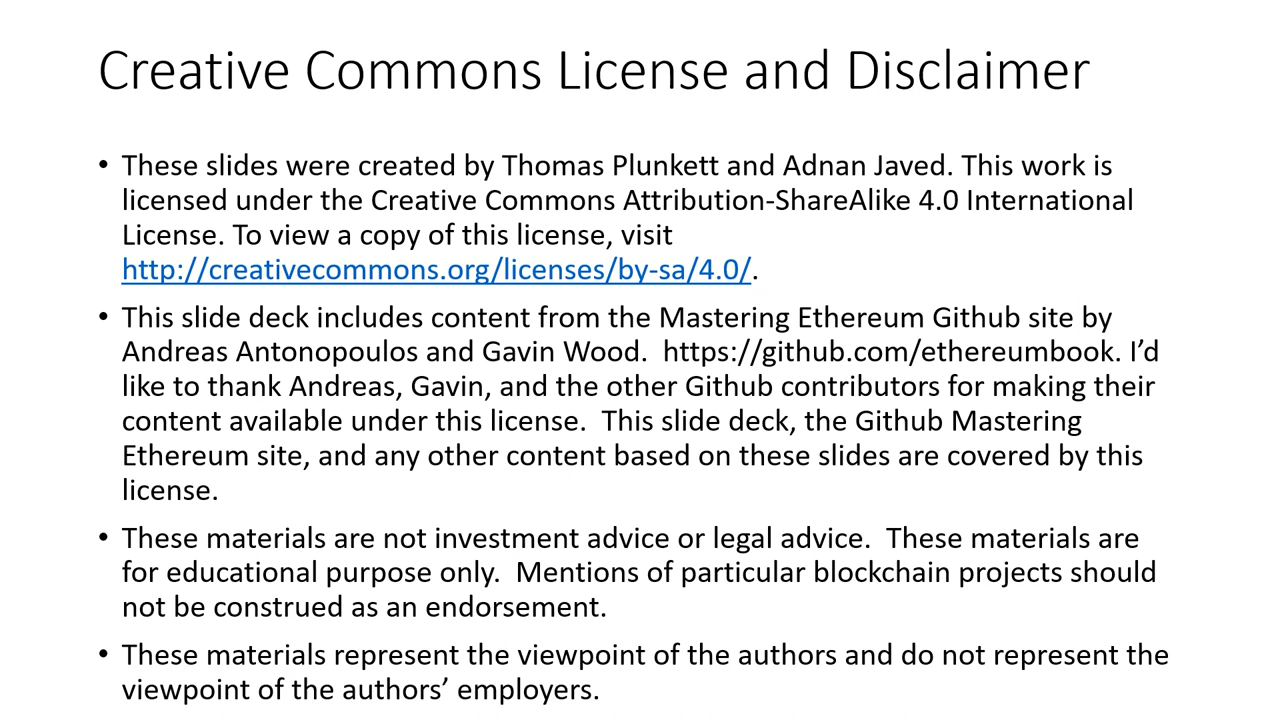 Creative Commons License and Disclaimer
• These slides were created by Thomas Plunkett and Adnan Javed. This work is
licensed under the Creative Commons Attribution-ShareAlike 4.0 International
License. To view a copy of this license, visit
http://creativecommons.org/licenses/by-sa/4.0/.
• This slide deck includes content from the Mastering Ethereum Github site by
Andreas Antonopoulos and Gavin Wood.  https://github.com/ethereumbook. I’d
like to thank Andreas, Gavin, and the other Github contributors for making their
content available under this license.  This slide deck, the Github Mastering
Ethereum site, and any other content based on these slides are covered by this
license.
• These materials are not investment advice or legal advice.  These materials are
for educational purpose only.  Mentions of particular blockchain projects should
not be construed as an endorsement.
• These materials represent the viewpoint of the authors and do not represent the
viewpoint of the authors’ employers.